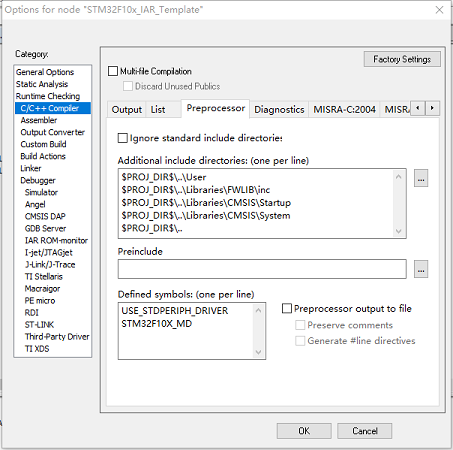 Options for node "STM32F10x_IAR_Template"
Category:
General Options
Static Analysis
Runtime Checking
C/C++ Compiler
Assembler
Output Converter
Custom Build
Build Actions
Linker
Debugger
Simulator
Angel
CMSIS DAP
GDB Server
IAR ROM-monitor
I-jet/JTAGjet
J-Link/J-Trace
TI Stellaris
Macraigor
PE micro
RDI
ST-LINK
Third-Party Driver
TI XDS
Factory Settings
Multi-file Compilation
Discard Unused Publics
Output List Preprocessor Diagnostics MISRA-C:2004 MISRA
Ignore standard include directories
Additional include directories: (one per line)
$PROJ_DIR$\..\User
$PROJ_DIR$\..\Libraries\FWLIB\inc
$PROJ_DIR$\..\Libraries\CMSIS\Startup
$PROJ_DIR$\..\Libraries\CMSIS\System
$PROJ_DIR$\..
...
Preinclude
...
Defined symbols: (one per line)
USE_STDPERIPH_DRIVER
STM32F10X_MD
Preprocessor output to file
Preserve comments
Generate #line directives
OK Cancel